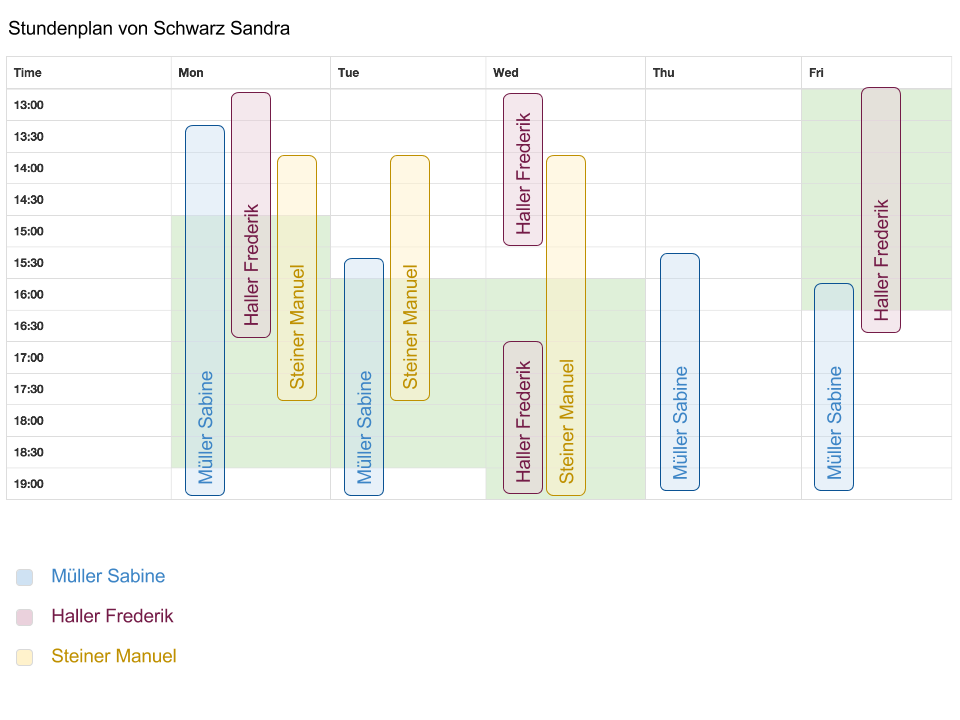 Stundenplan von Schwarz Sandra
Time Mon Tue Wed Thu Fri
13:00
13:30
14:00
14:30
15:00
15:30
16:00
16:30
17:00
17:30
18:00
18:30
19:00
Müller Sabine
Haller Frederik
Steiner Manuel
Müller Sabine
Steiner Manuel
Haller Frederik
Haller Frederik
Steiner Manuel
Müller Sabine
Müller Sabine
Haller Frederik
Müller Sabine
Haller Frederik
Steiner Manuel